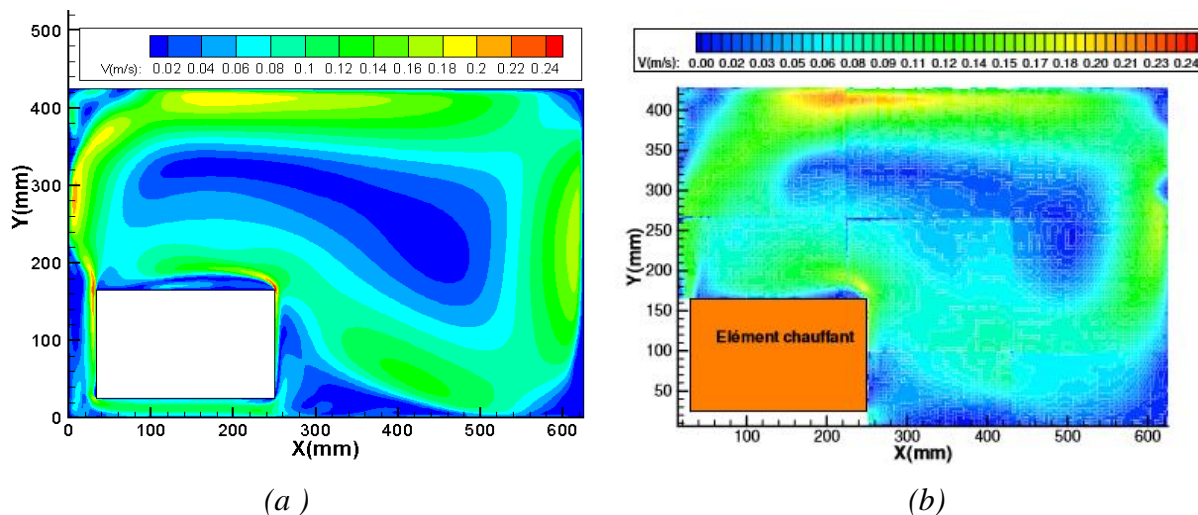 500
V(m/s): 0.02 0.04 0.06 0.08 0.1 0.12 0.14 0.16 0.18 0.2 0.22 0.24
400
300
200
100
0
Y(mm)
0 100 200 300 400 500 600
X(mm)
(a )
V(m/s): 0.00 0.02 0.03 0.05 0.06 0.08 0.09 0.11 0.12 0.14 0.15 0.17 0.18 0.20 0.21 0.23 0.24
400
350
300
250
200
150
100
50
Y(mm)
Elément chauffant
100 200 300 400 500 600
X(mm)
(b)